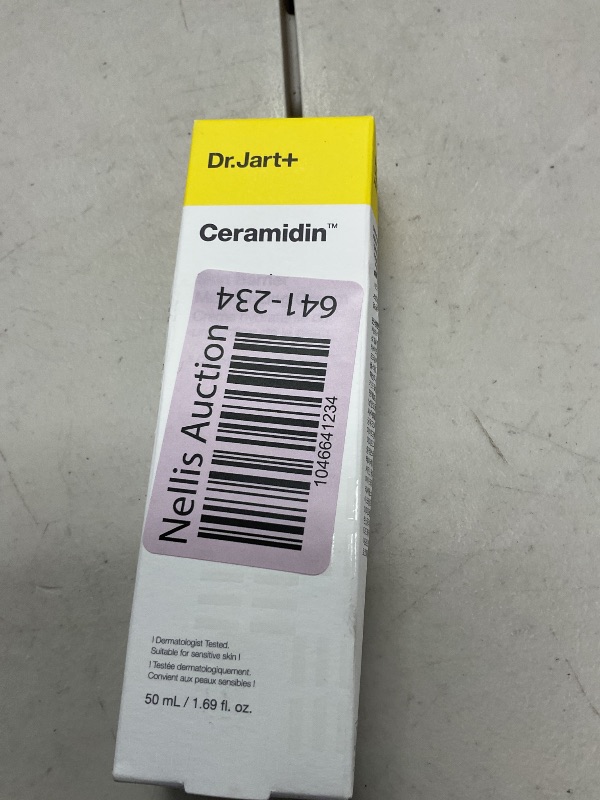 Dr.Jart+
Ceramidin™
641-234
Nellis Auction
1046641234
! Dermatologist Tested.
Suitable for sensitive skin !
! Testée dermatologiquement.
Convient aux peaux sensibles !
50 mL / 1.69 fl. oz.